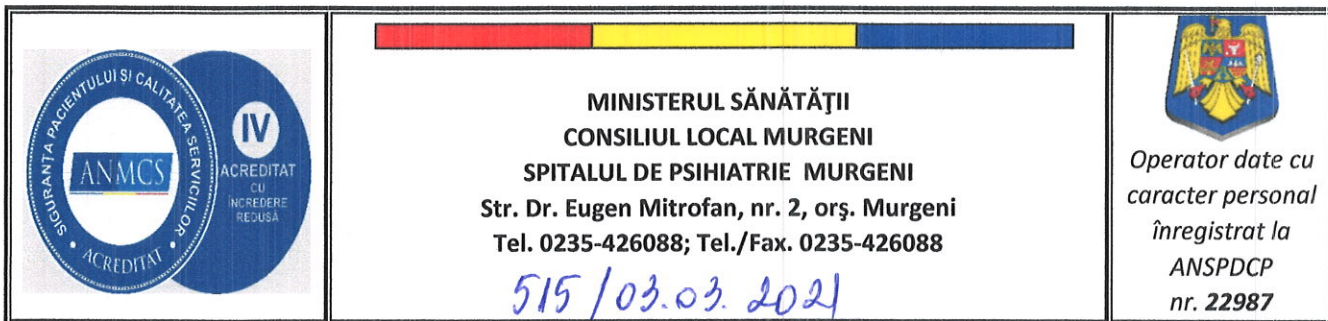 SIGURANȚA PACIENTULUI ȘI CALITATEA SERVICIILOR
ANMCS
• ACREDITAT •
IV
ACREDITAT
CU
ÎNCREDERE
REDUSĂ
MINISTERUL SĂNĂTĂŢII
CONSILIUL LOCAL MURGENI
SPITALUL DE PSIHIATRIE MURGENI
Str. Dr. Eugen Mitrofan, nr. 2, orş. Murgeni
Tel. 0235-426088; Tel./Fax. 0235-426088
515 / 03.03. 2021
Operator date cu
caracter personal
înregistrat la
ANSPDCP
nr. 22987